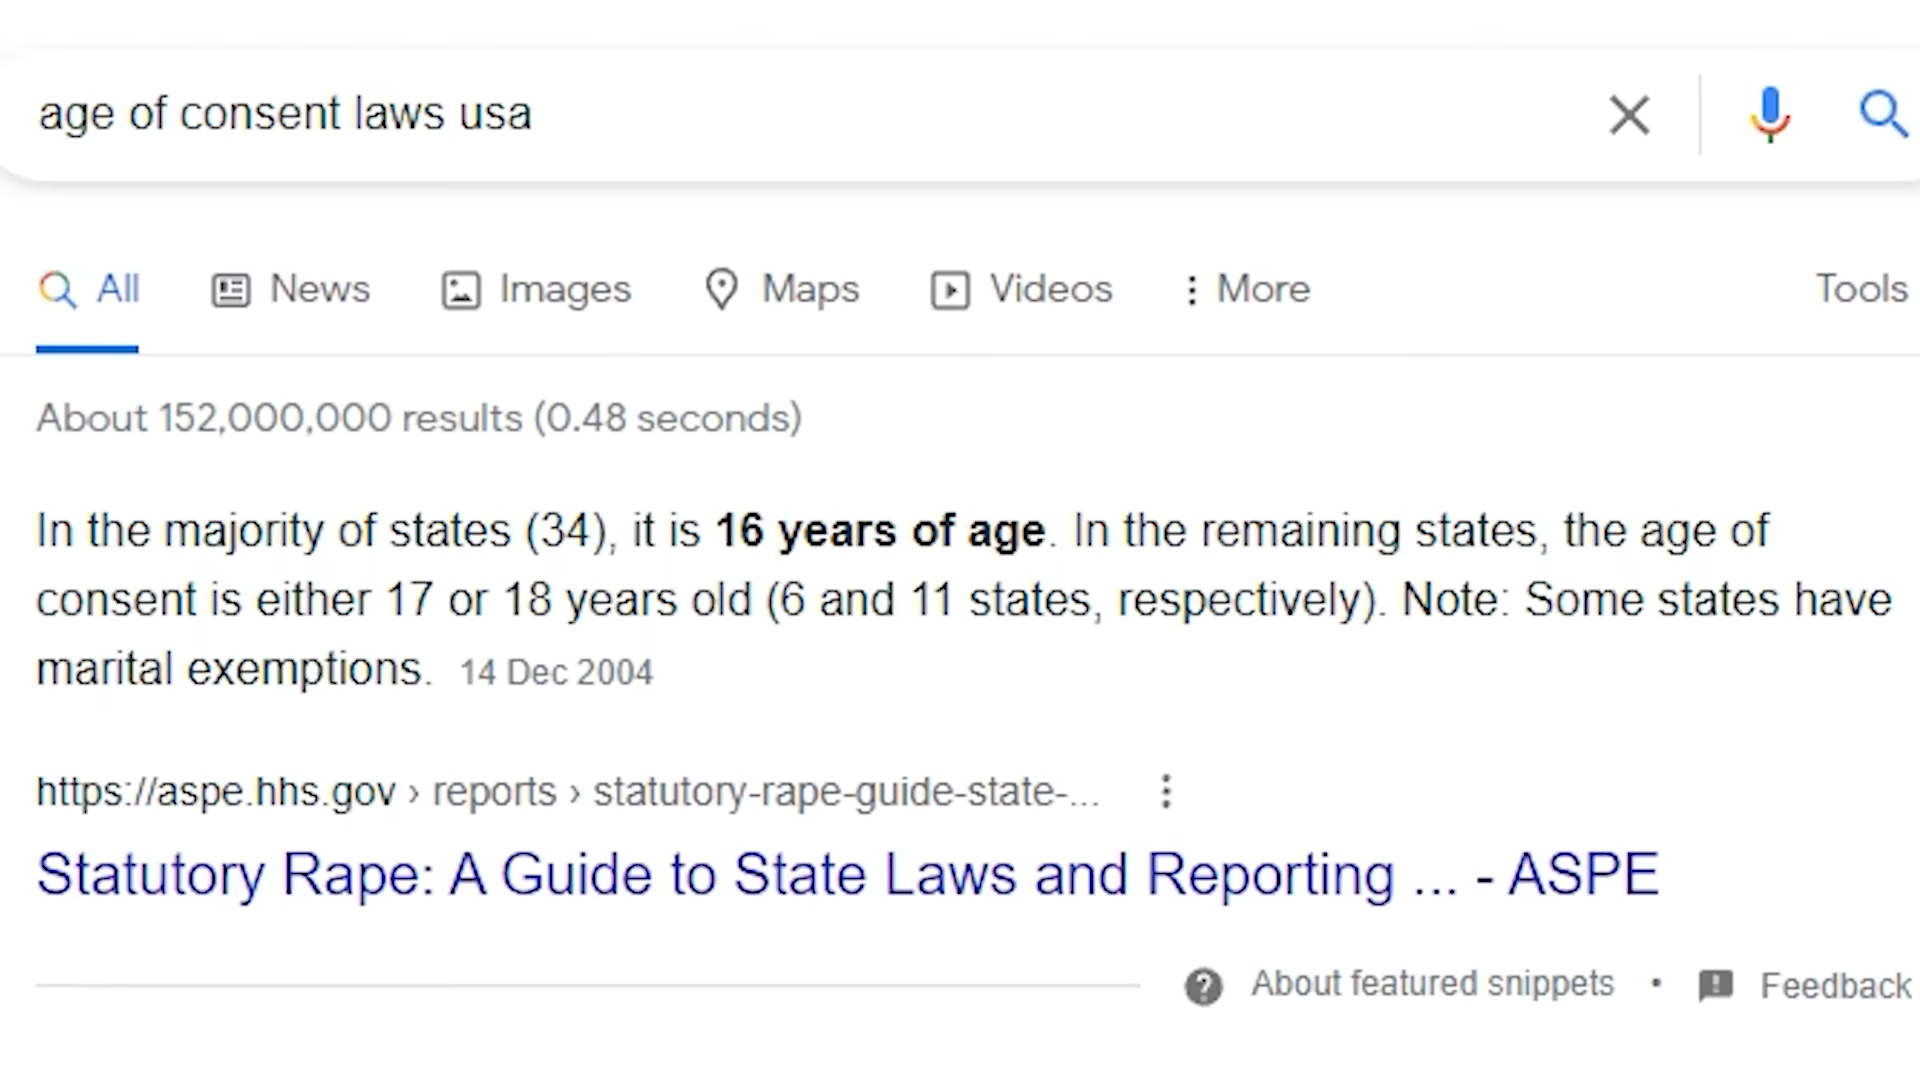 age of consent laws usa
All News Images Maps Videos More Tools
About 152,000,000 results (0.48 seconds)
In the majority of states (34), it is 16 years of age. In the remaining states, the age of
consent is either 17 or 18 years old (6 and 11 states, respectively). Note: Some states have
marital exemptions. 14 Dec 2004
https://aspe.hhs.gov › reports › statutory-rape-guide-state-...
Statutory Rape: A Guide to State Laws and Reporting ... - ASPE
About featured snippets • Feedback